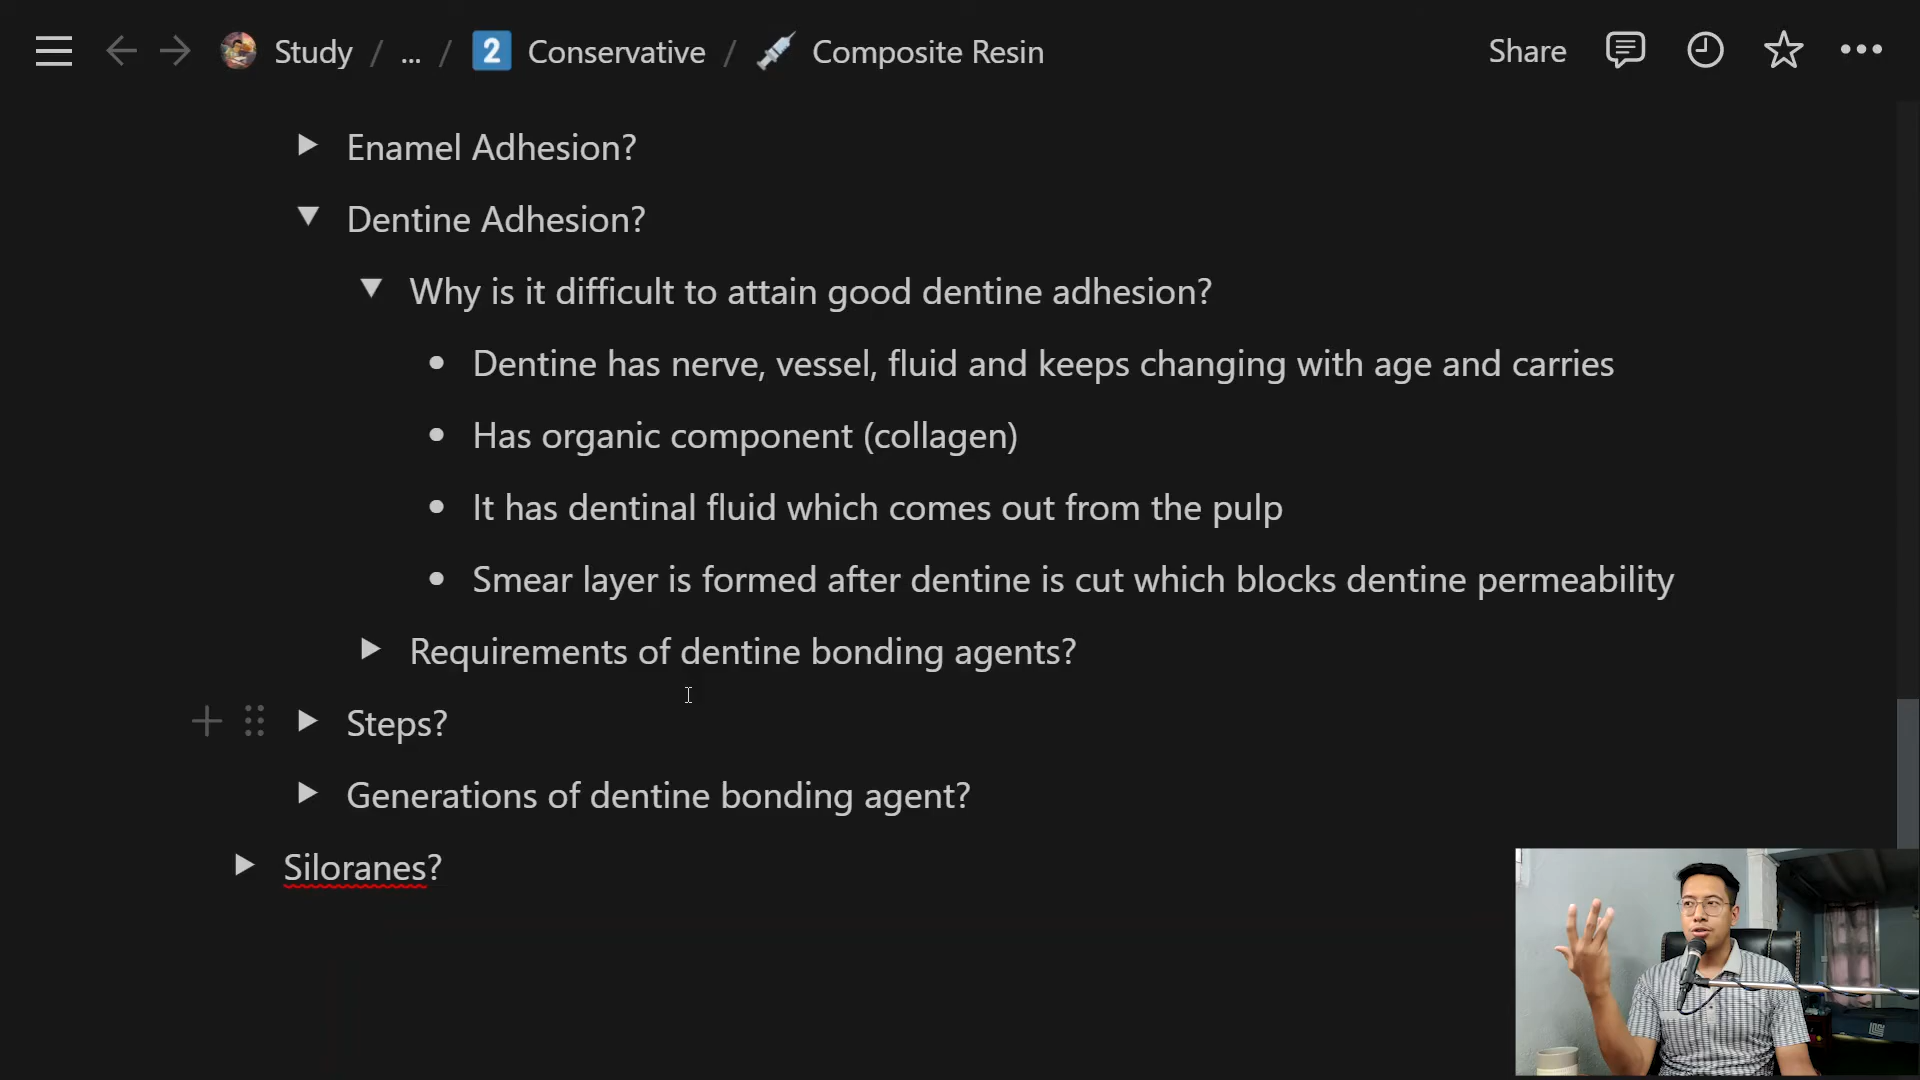 Study / ... / 2 Conservative / Composite Resin Share
Enamel Adhesion?
Dentine Adhesion?
Why is it difficult to attain good dentine adhesion?
Dentine has nerve, vessel, fluid and keeps changing with age and carries
Has organic component (collagen)
It has dentinal fluid which comes out from the pulp
Smear layer is formed after dentine is cut which blocks dentine permeability
Requirements of dentine bonding agents?
Steps?
Generations of dentine bonding agent?
Siloranes?